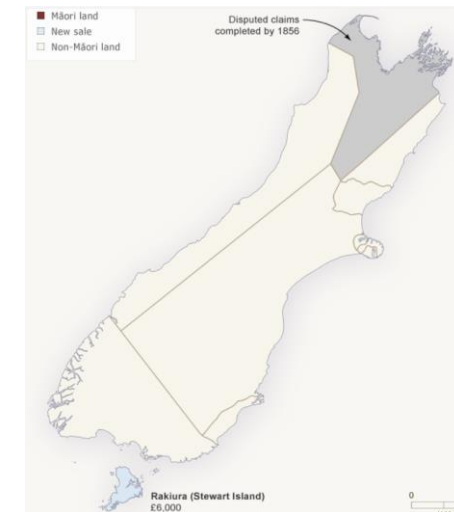 Māori land
New sale
Non-Māori land
Disputed claims
completed by 1856
Rakiura (Stewart Island)
£6,000
0